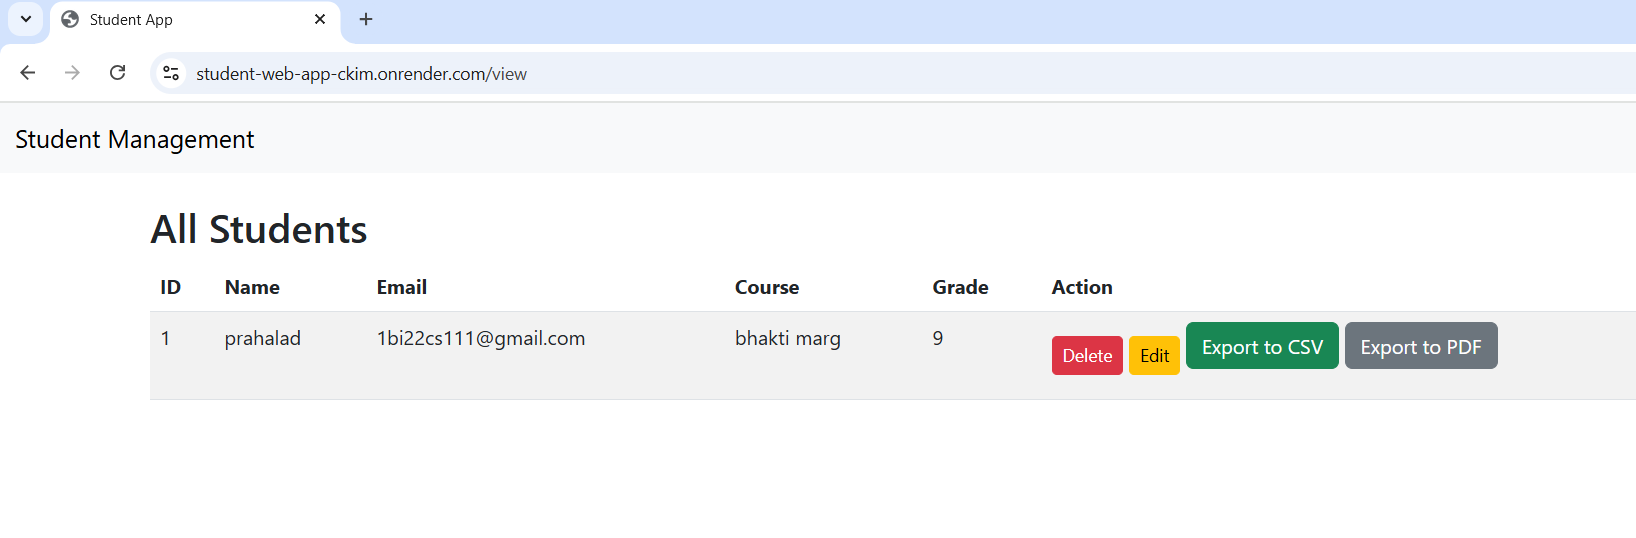 Student App
student-web-app-ckim.onrender.com/view
Student Management
All Students
ID Name Email Course Grade Action
1 prahalad 1bi22cs111@gmail.com bhakti marg 9 Delete Edit Export to CSV Export to PDF